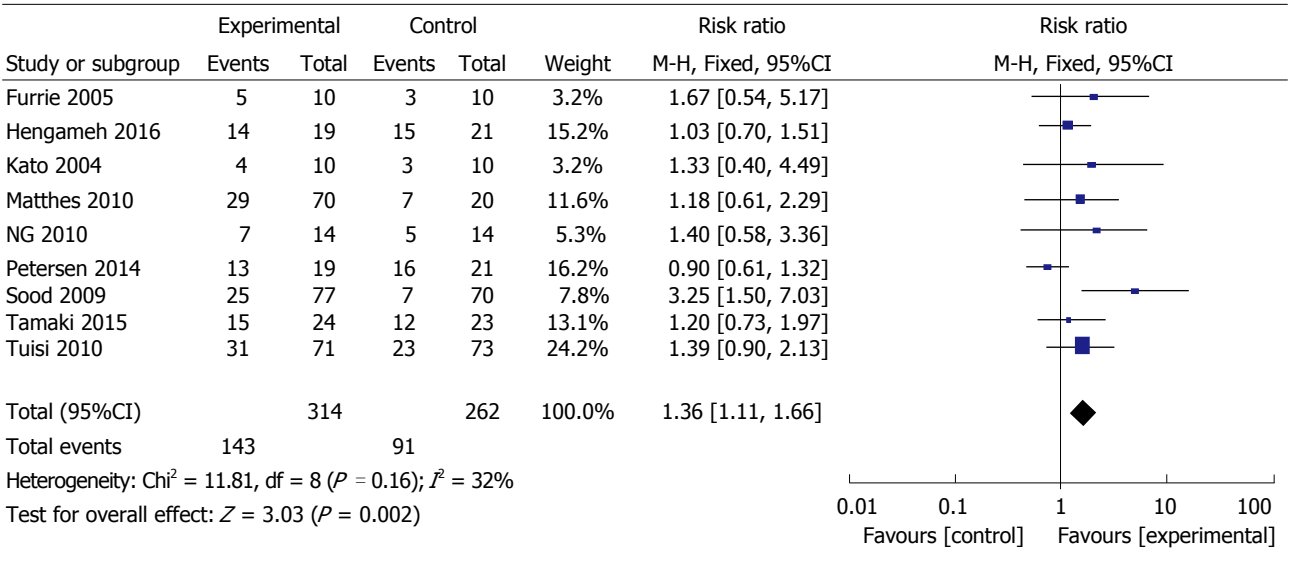 Experimental Control Risk ratio Risk ratio
Study or subgroup Events Total Events Total Weight M-H, Fixed, 95%CI M-H, Fixed, 95%CI
Furrie 2005 5 10 3 10 3.2% 1.67 [0.54, 5.17]
Hengameh 2016 14 19 15 21 15.2% 1.03 [0.70, 1.51]
Kato 2004 4 10 3 10 3.2% 1.33 [0.40, 4.49]
Matthes 2010 29 70 7 20 11.6% 1.18 [0.61, 2.29]
NG 2010 7 14 5 14 5.3% 1.40 [0.58, 3.36]
Petersen 2014 13 19 16 21 16.2% 0.90 [0.61, 1.32]
Sood 2009 25 77 7 70 7.8% 3.25 [1.50, 7.03]
Tamaki 2015 15 24 12 23 13.1% 1.20 [0.73, 1.97]
Tuisi 2010 31 71 23 73 24.2% 1.39 [0.90, 2.13]
Total (95%CI) 314 262 100.0% 1.36 [1.11, 1.66]
Total events 143 91
Heterogeneity: Chi² = 11.81, df = 8 (P = 0.16); I² = 32%
Test for overall effect: Z = 3.03 (P = 0.002)
0.01 0.1 1 10 100
Favours [control] Favours [experimental]